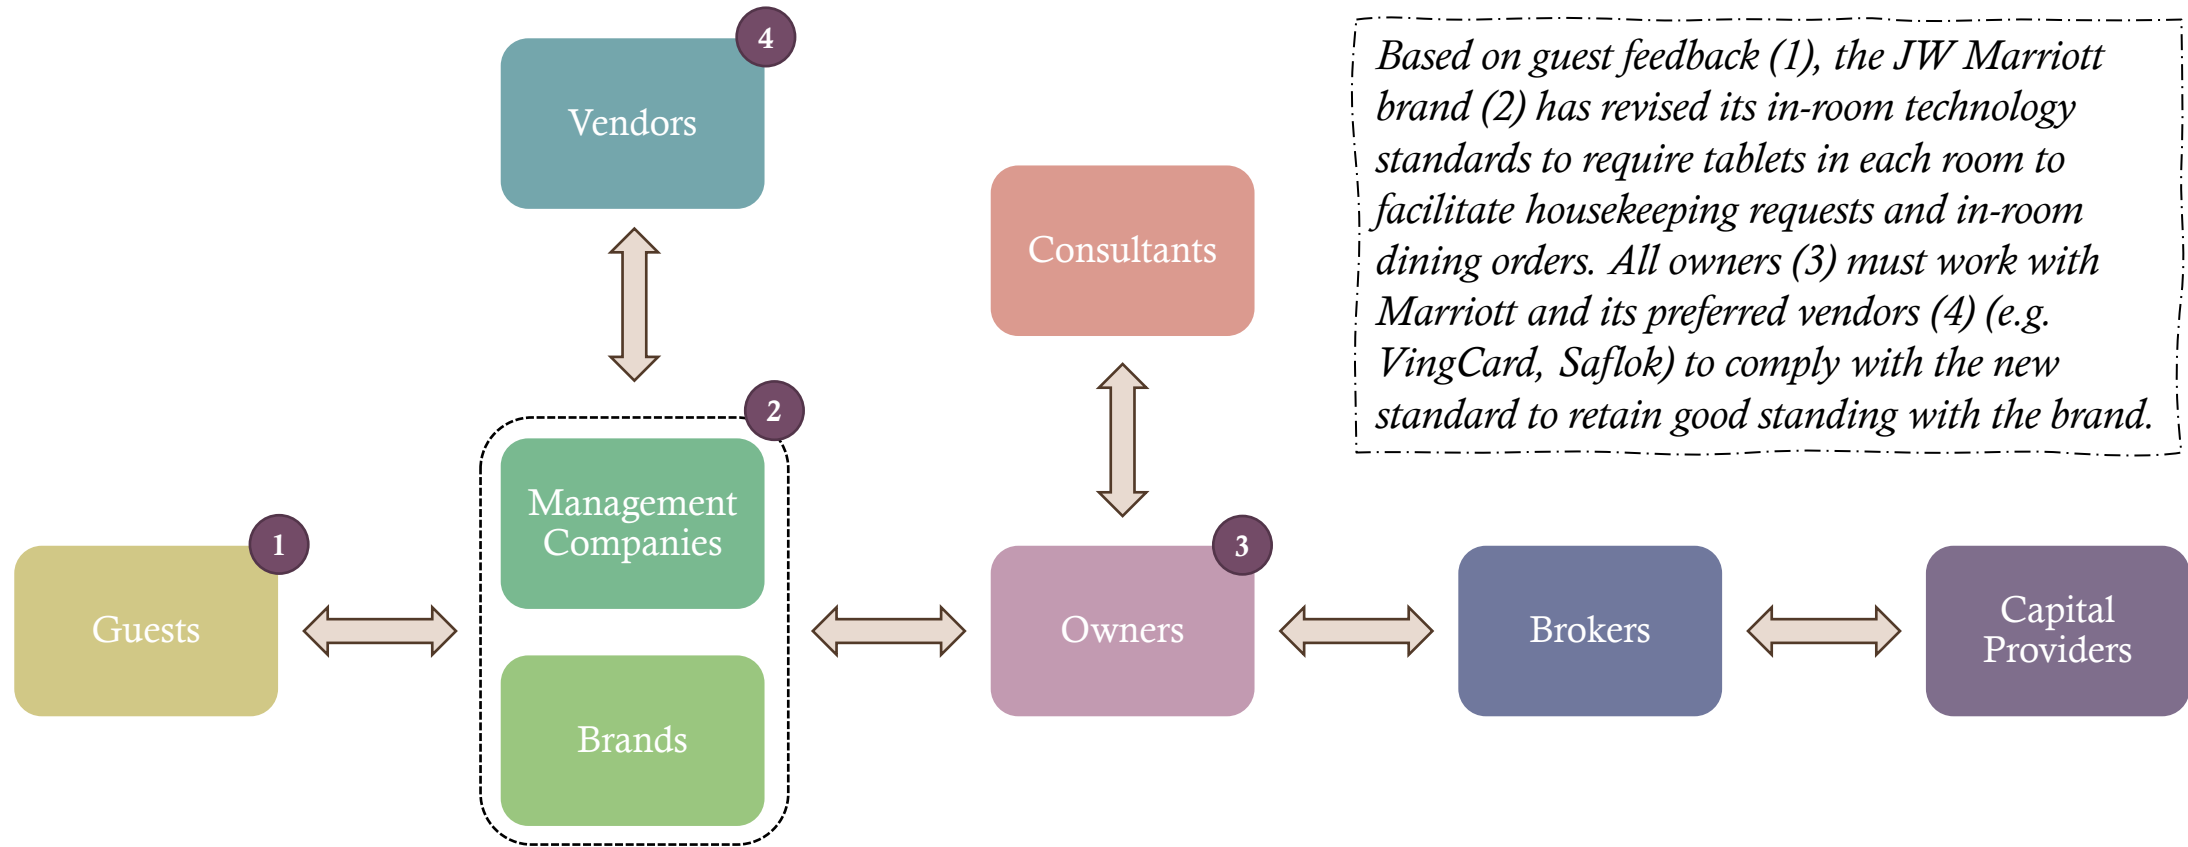 4
Vendors
Based on guest feedback (1), the JW Marriott
brand (2) has revised its in-room technology
standards to require tablets in each room to
facilitate housekeeping requests and in-room
dining orders. All owners (3) must work with
Marriott and its preferred vendors (4) (e.g.
VingCard, Saflok) to comply with the new
standard to retain good standing with the brand.
Consultants
2
Management
Companies
1
Guests
3
Owners
Brokers
Capital
Providers
Brands